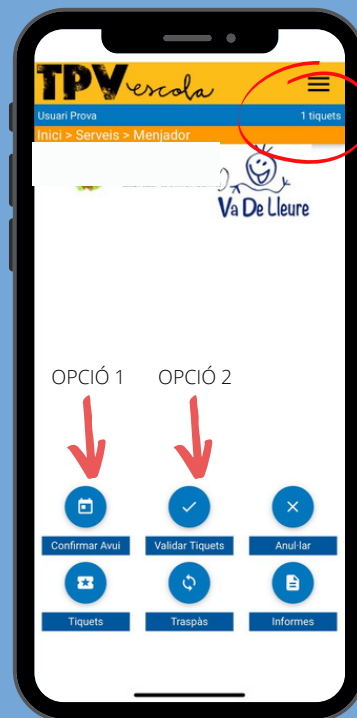 TPV escola
Usuari Prova
1 tiquets
Inici > Serveis > Menjador
Va De Lleure
OPCIÓ 1
OPCIÓ 2
Confirmar Avui
Validar Tiquets
Anul·lar
Tiquets
Traspàs
Informes